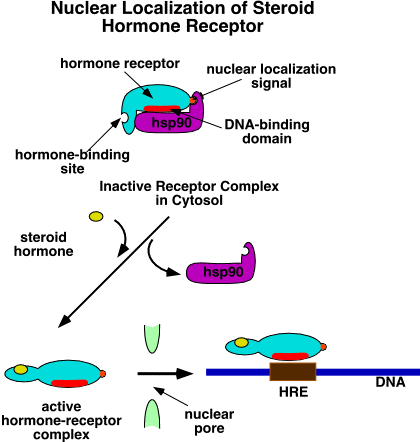 Nuclear Localization of Steroid
Hormone Receptor
hormone receptor
nuclear localization
signal
hsp90
DNA-binding
domain
hormone-binding
site
Inactive Receptor Complex
in Cytosol
steroid
hormone
hsp90
active
hormone-receptor
complex
nuclear
pore
HRE
DNA